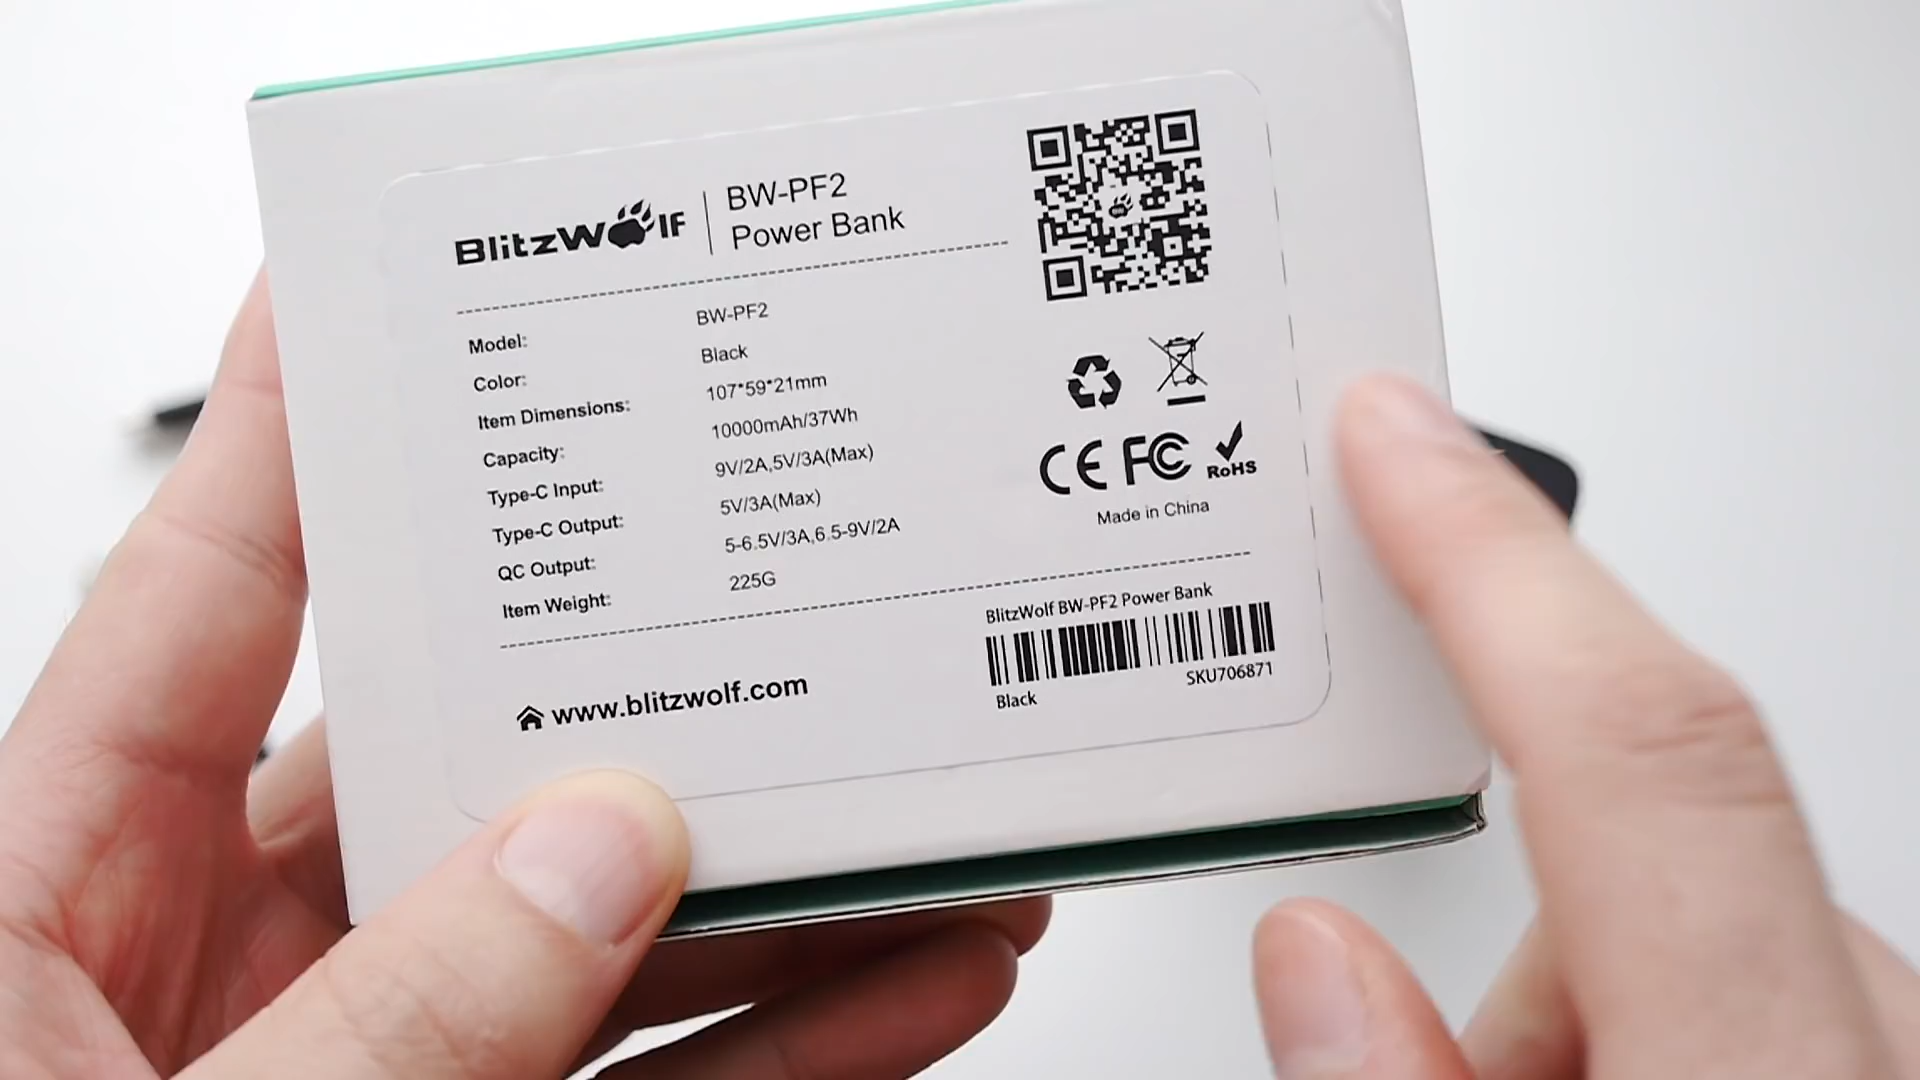 BlitzWolf
BW-PF2
Power Bank
Model: BW-PF2
Color: Black
Item Dimensions: 107*59*21mm
Capacity: 10000mAh/37Wh
Type-C Input: 9V/2A,5V/3A(Max)
Type-C Output: 5V/3A(Max)
QC Output: 5-6.5V/3A,6.5-9V/2A
Item Weight: 225G
CE FC RoHS
Made in China
BlitzWolf BW-PF2 Power Bank
Black SKU706871
www.blitzwolf.com